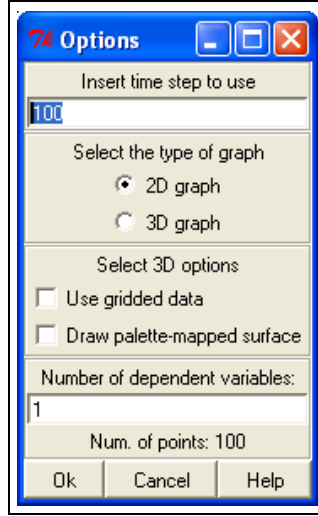 7% Options
Insert time step to use
100
Select the type of graph
2D graph
3D graph
Select 3D options
Use gridded data
Draw palette-mapped surface
Number of dependent variables:
1
Num. of points: 100
Ok Cancel Help